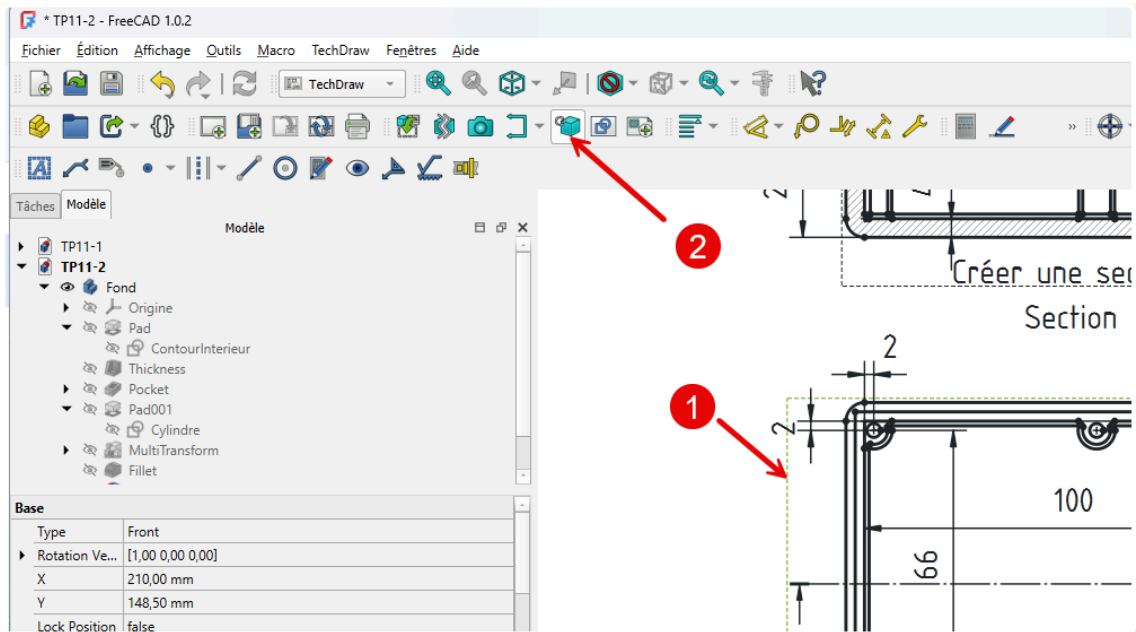 * TP11-2 - FreeCAD 1.0.2
Fichier Édition Affichage Outils Macro TechDraw Fenêtres Aide
TechDraw
»
Tâches Modèle
Modèle
TP11-1
TP11-2
Fond
Origine
Pad
ContourInterieur
Thickness
Pocket
Pad001
Cylindre
MultiTransform
Fillet
Base
Type Front
Rotation Ve... [1,00 0,00 0,00]
X 210,00 mm
Y 148,50 mm
Lock Position false
2
1
Créer une sec
Section
2
2
100
66